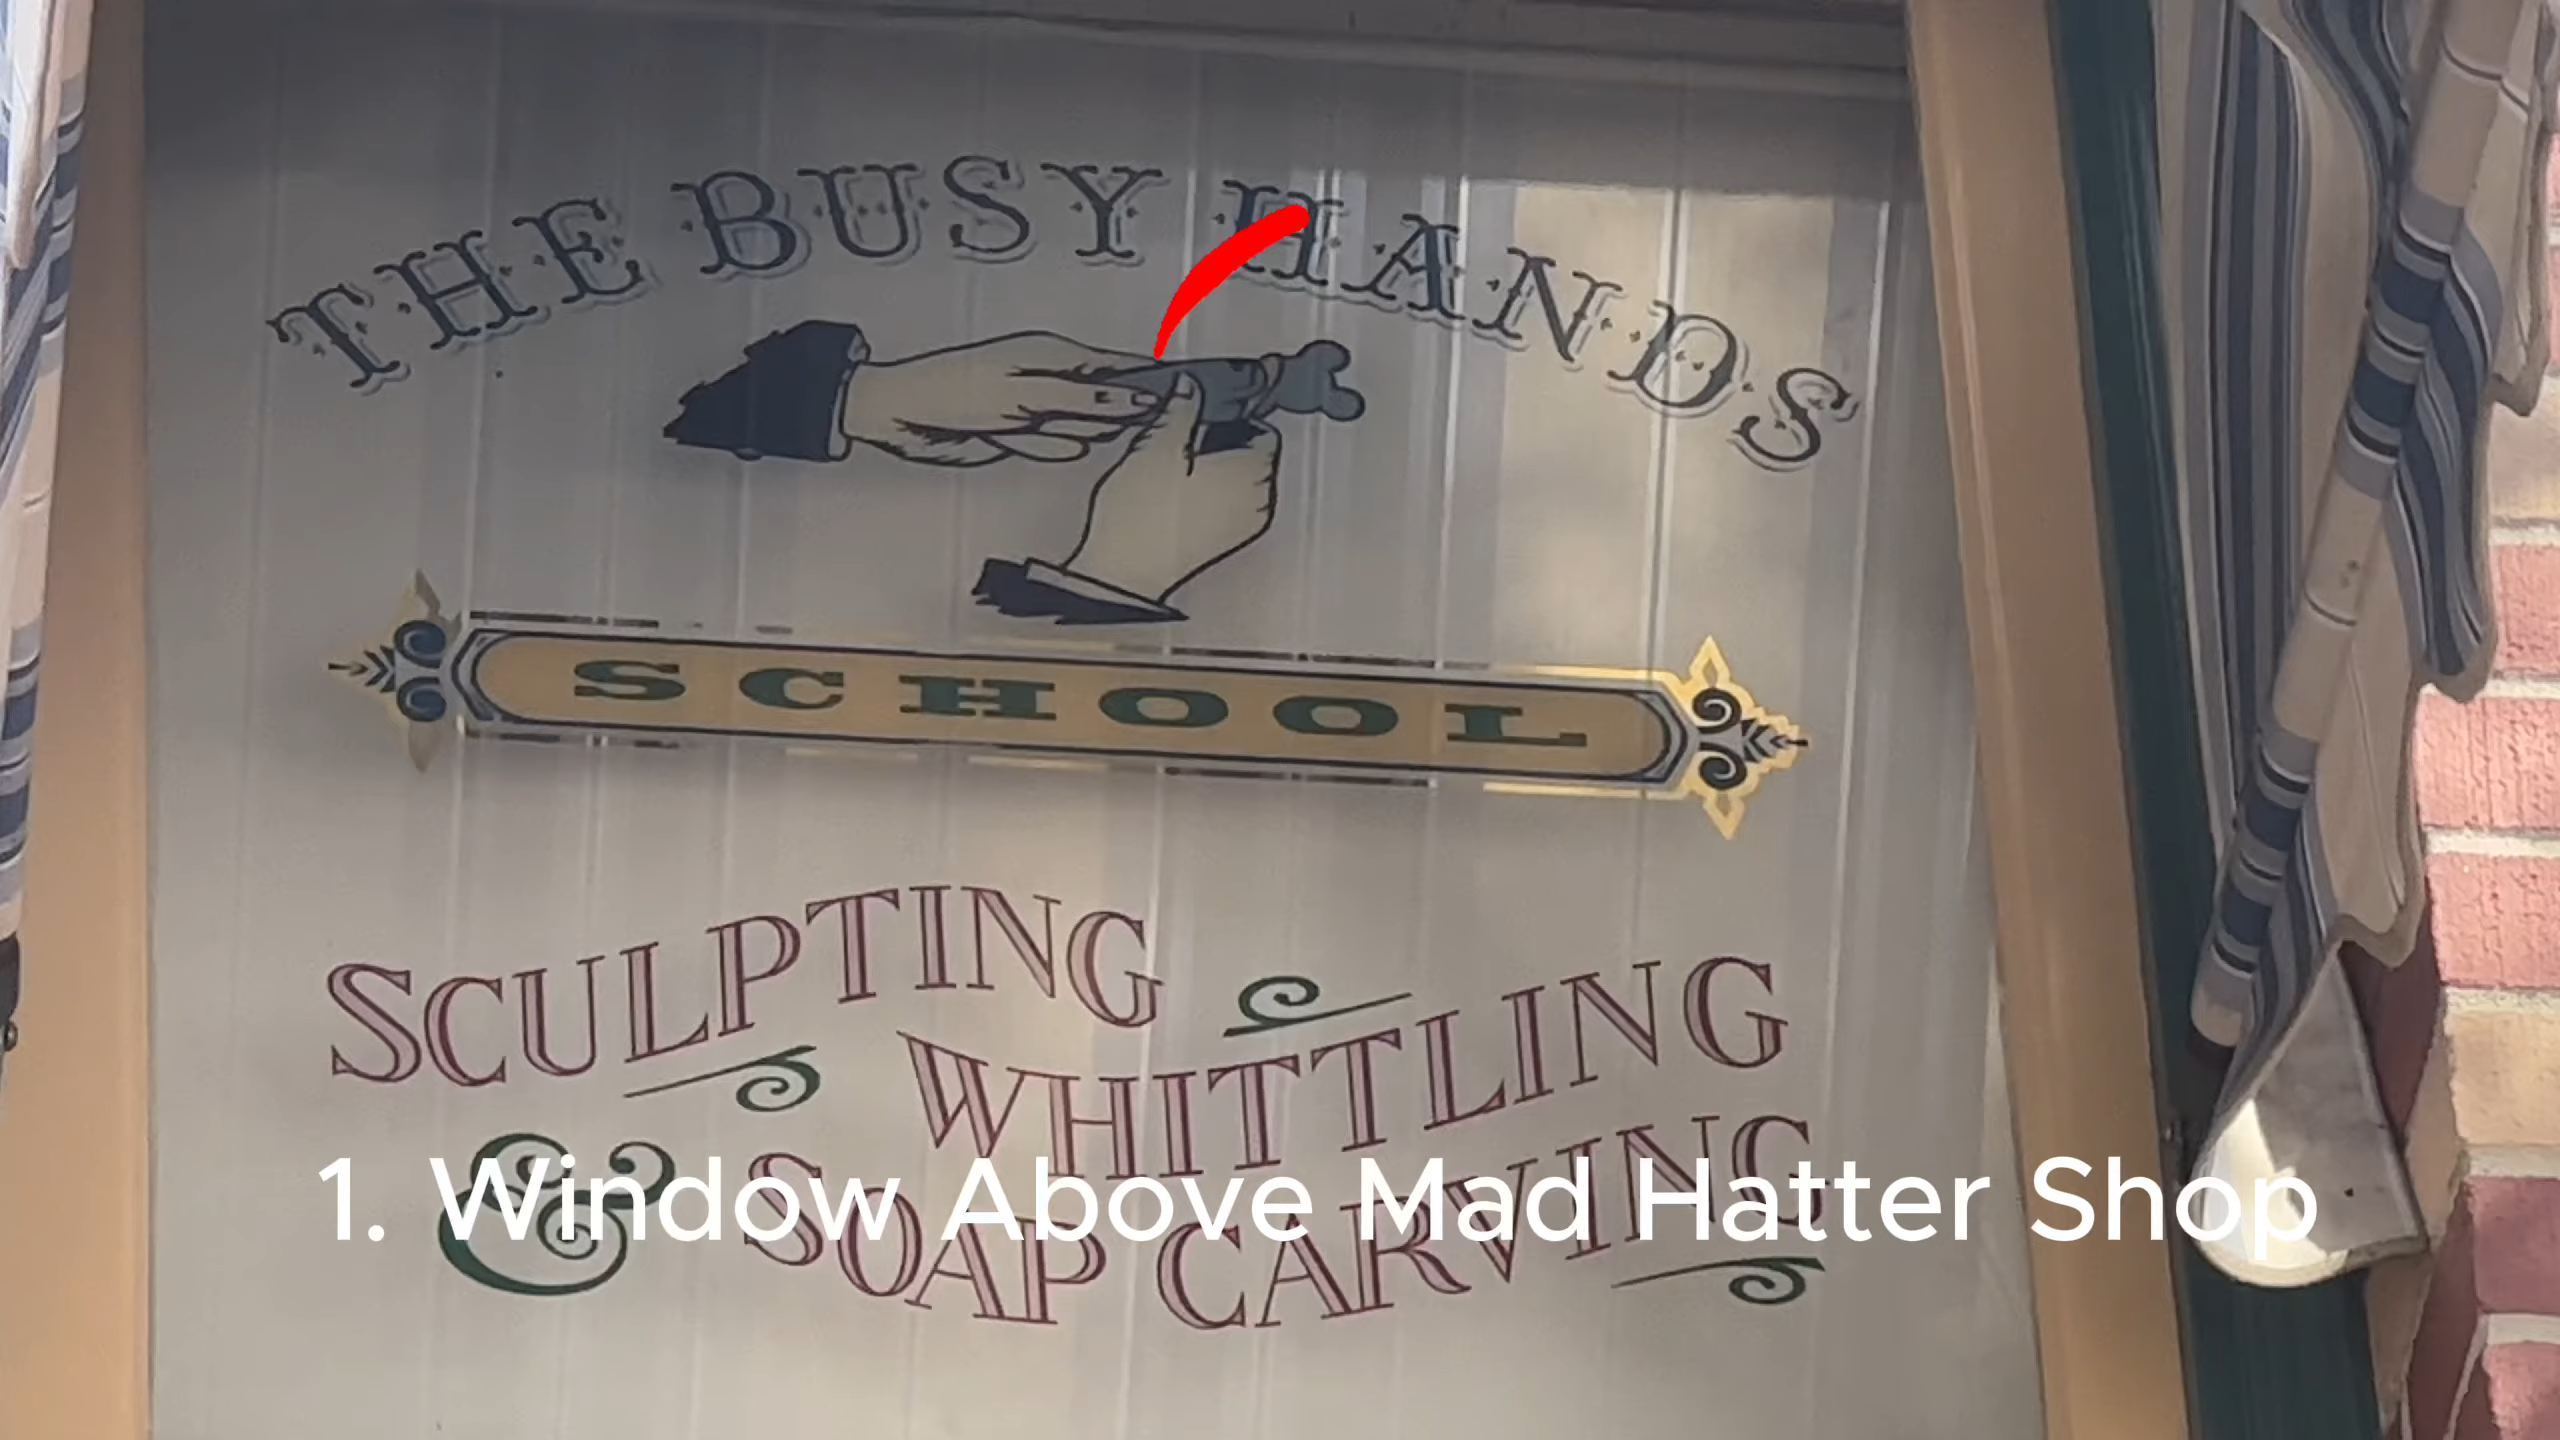 THE BUSY HANDS
SCHOOL
SCULPTING
WHITTLING
& SOAP CARVING
1. Window Above Mad Hatter Shop